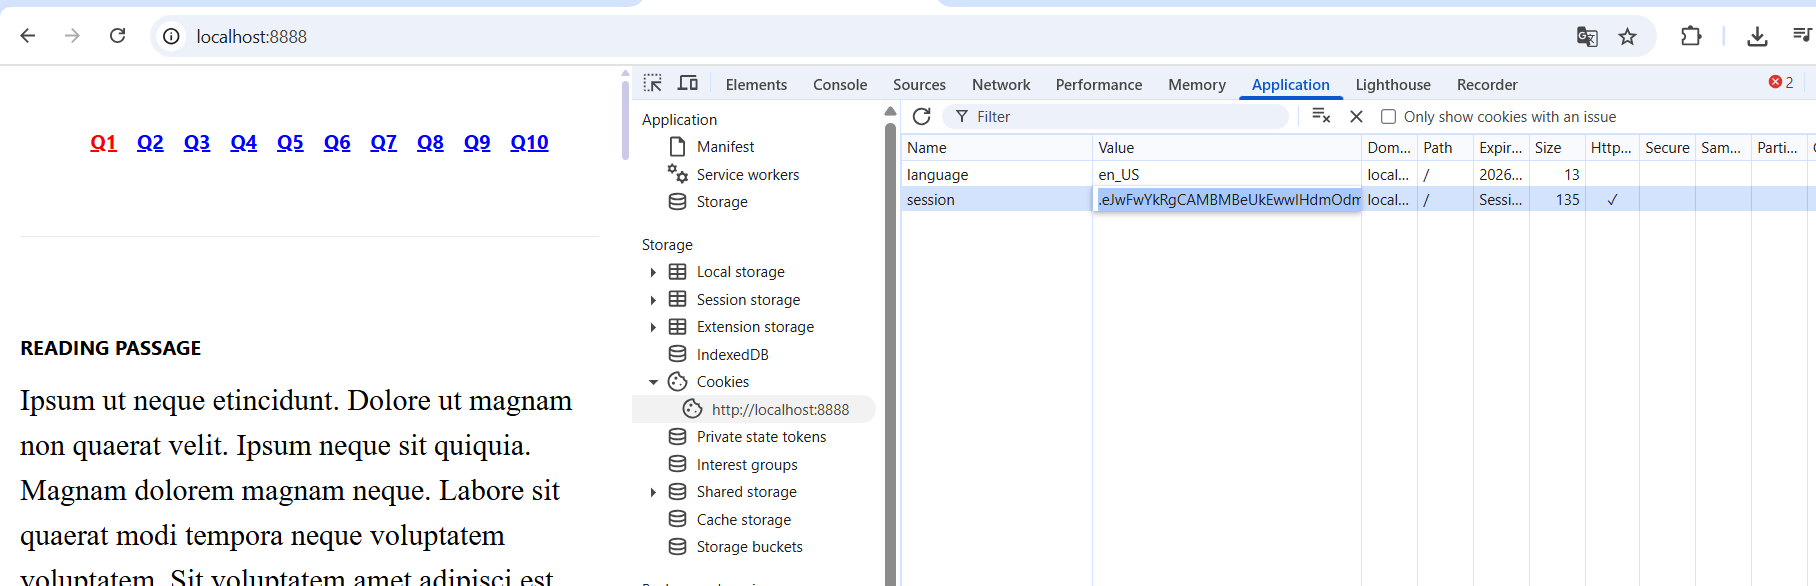 localhost:8888
Q1 Q2 Q3 Q4 Q5 Q6 Q7 Q8 Q9 Q10
READING PASSAGE
Ipsum ut neque etincidunt. Dolore ut magnam
non quaerat velit. Ipsum neque sit quiquia.
Magnam dolorem magnam neque. Labore sit
quaerat modi tempora neque voluptatem
voluptatem. Sit voluptatem amet adipisci est
Elements Console Sources Network Performance Memory Application Lighthouse Recorder 2
Application
Manifest
Service workers
Storage
Storage
Local storage
Session storage
Extension storage
IndexedDB
Cookies
http://localhost:8888
Private state tokens
Interest groups
Shared storage
Cache storage
Storage buckets
Filter Only show cookies with an issue
Name Value Dom... Path Expir... Size Http... Secure Sam... Parti...
language en_US local... / 2026... 13
session local... / Sessi... 135 ✓